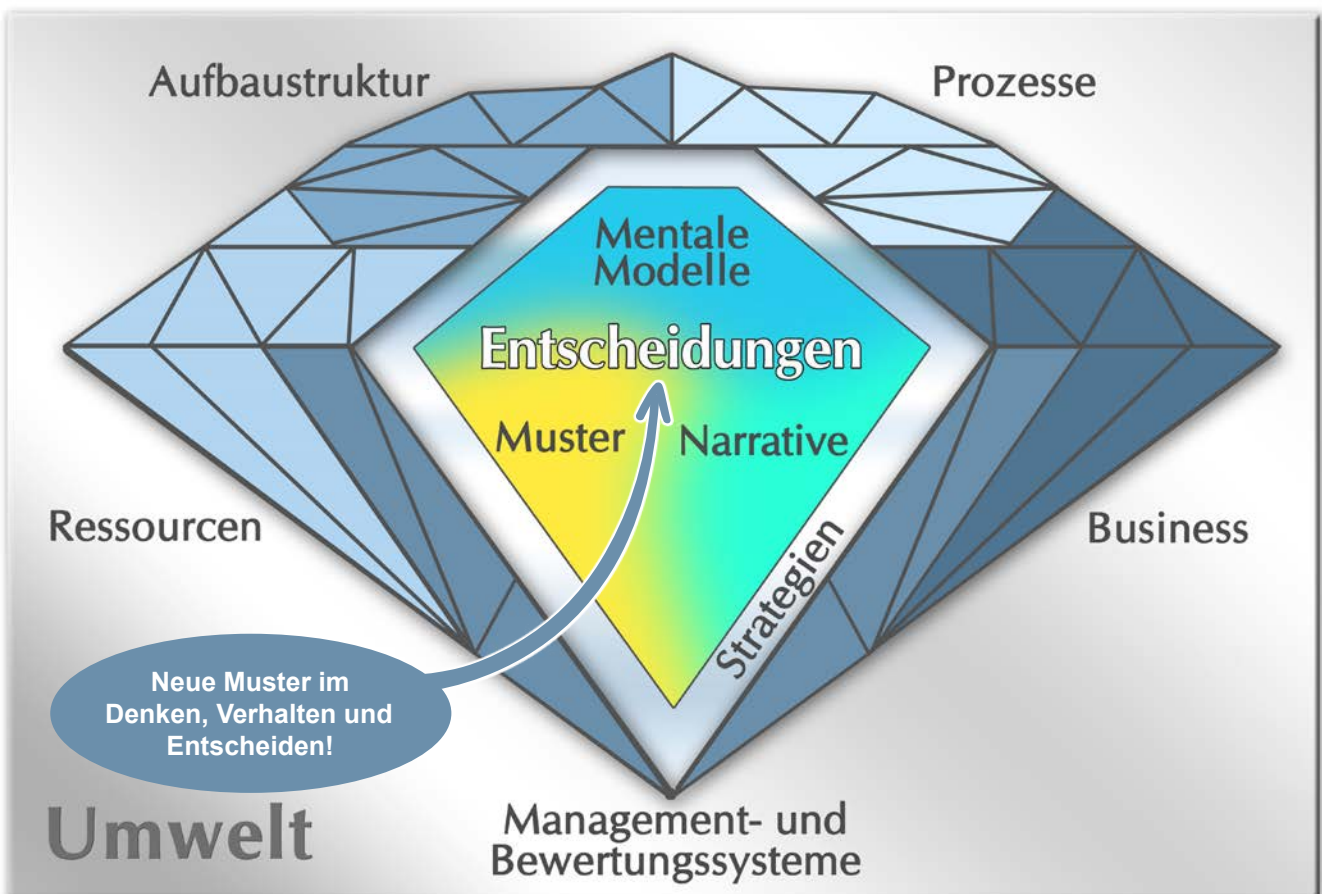 Aufbaustruktur
Prozesse
Mentale
Modelle
Entscheidungen
Muster
Narrative
Ressourcen
Business
Strategien
Neue Muster im
Denken, Verhalten und
Entscheiden!
Umwelt
Management- und
Bewertungssysteme